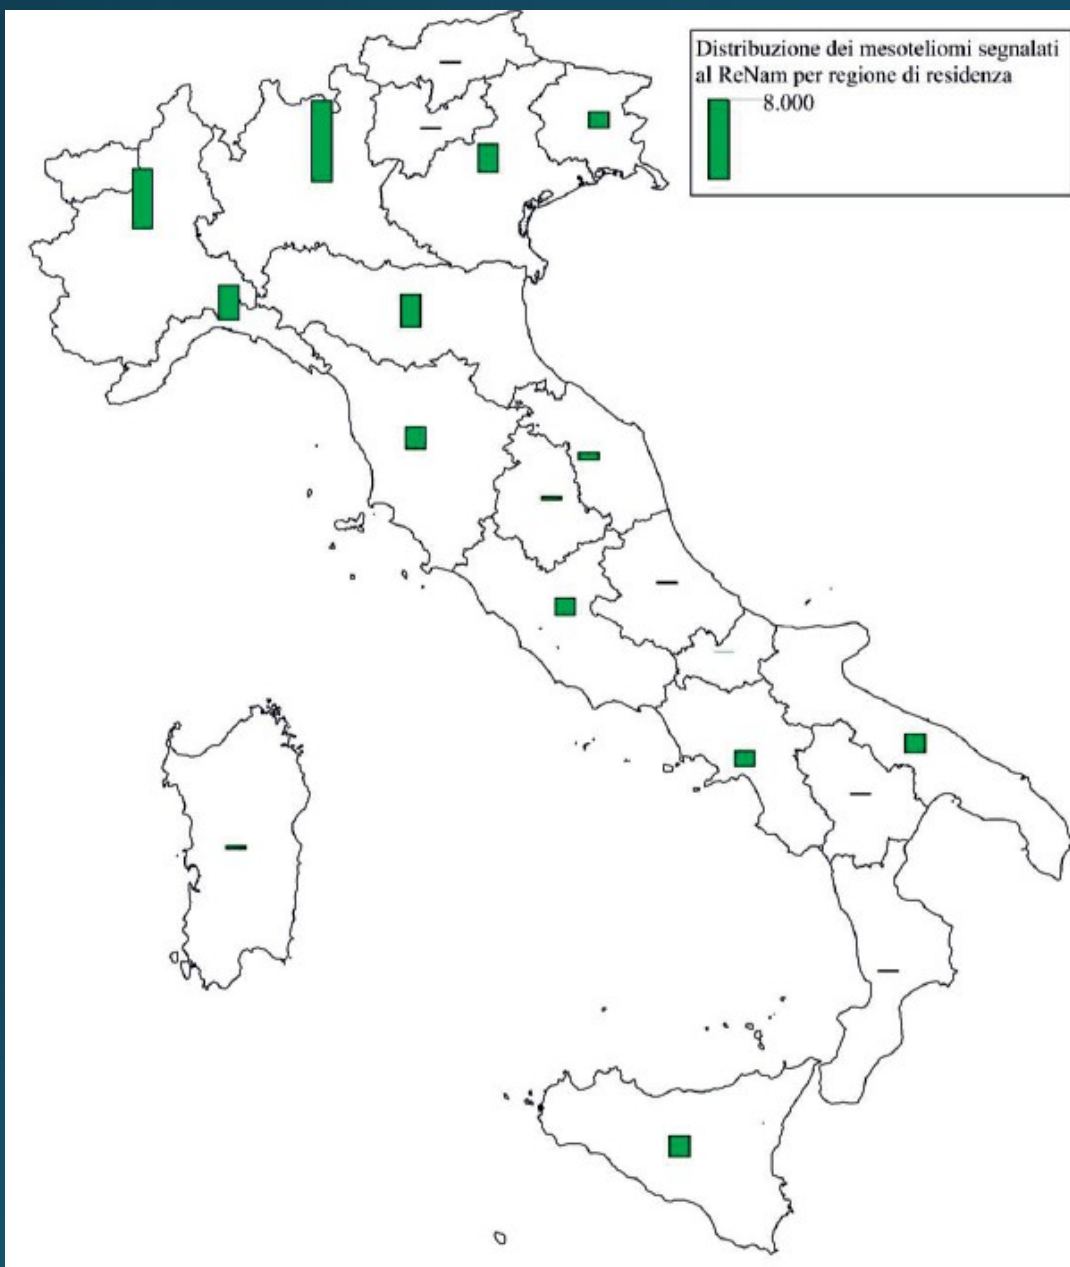 Distribuzione dei mesoteliomi segnalati
al ReNam per regione di residenza
8.000